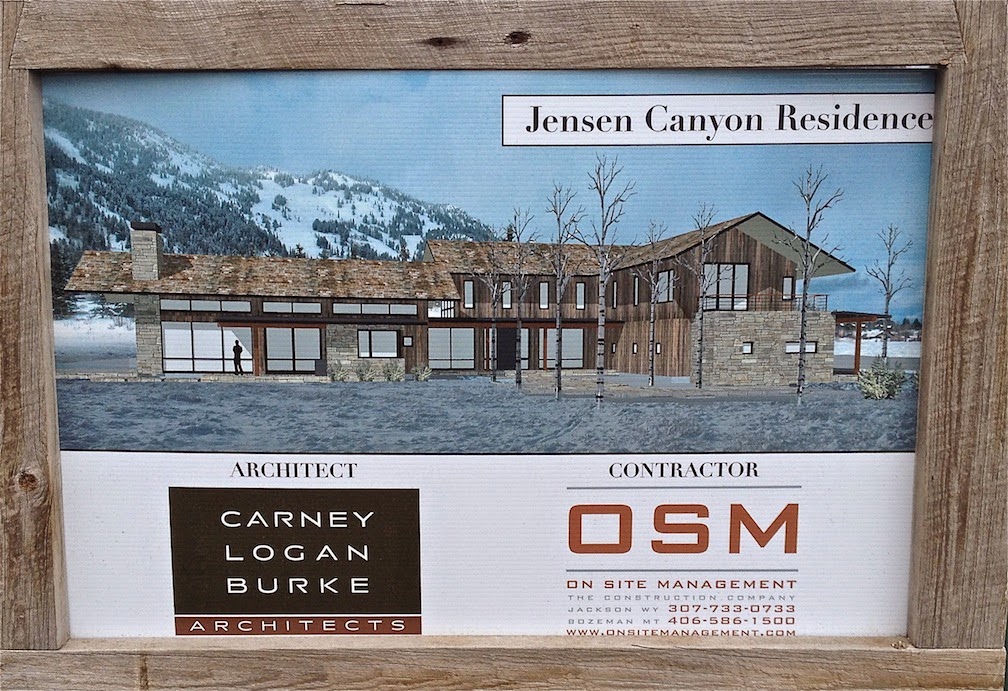 Jensen Canyon Residence
ARCHITECT
CARNEY
LOGAN
BURKE
ARCHITECTS
CONTRACTOR
OSM
ON SITE MANAGEMENT
THE CONSTRUCTION COMPANY
JACKSON WY 307-733-0733
BOZEMAN MT 406-586-1500
WWW.ONSITEMANAGEMENT.COM